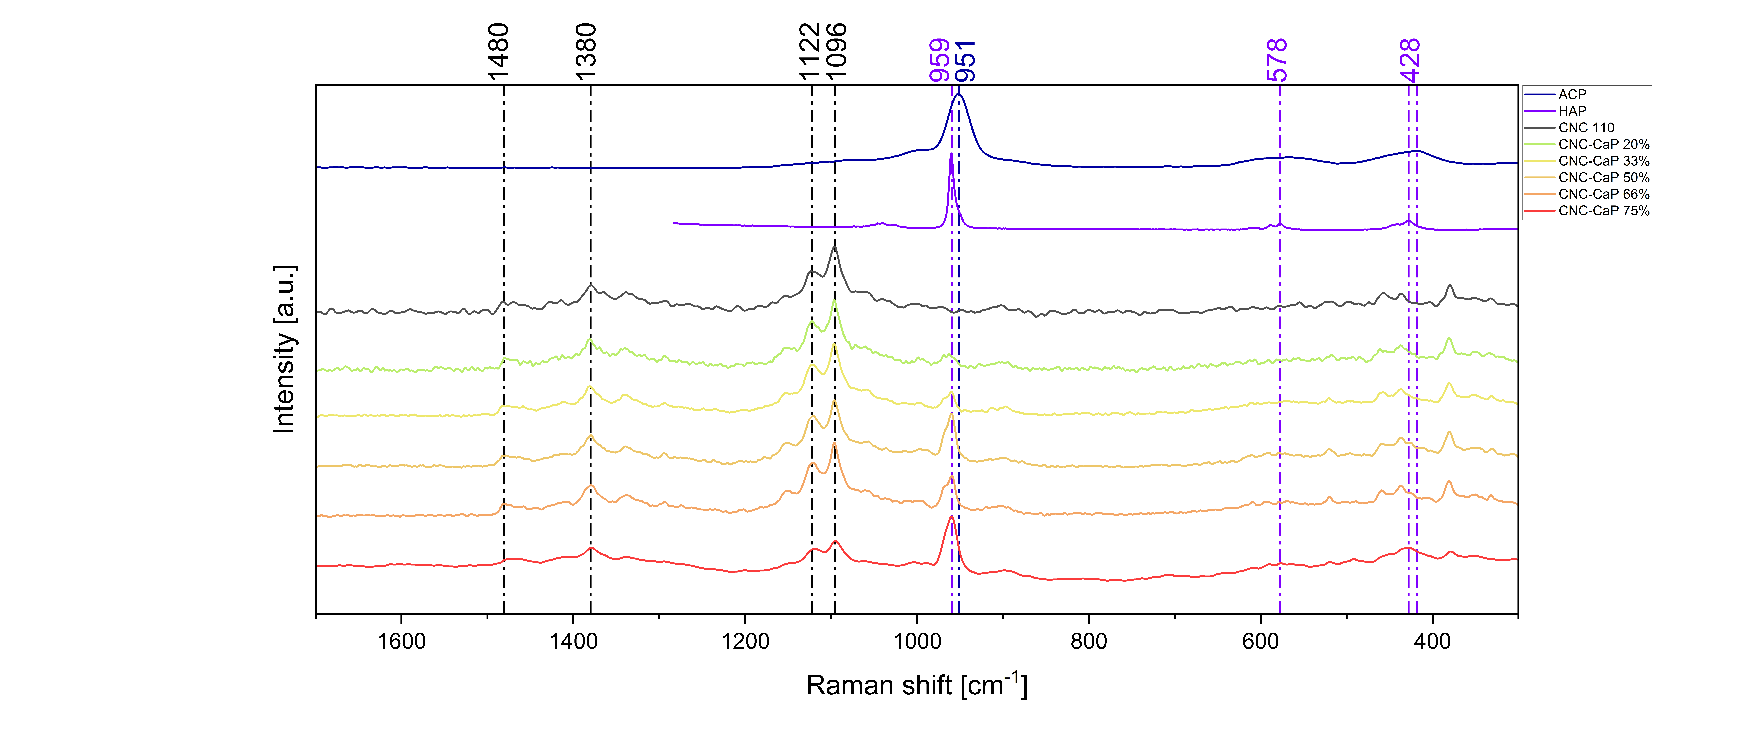 1480
1380
1122
1096
959
951
578
428
ACP
HAP
CNC 110
CNC-CaP 20%
CNC-CaP 33%
CNC-CaP 50%
CNC-CaP 66%
CNC-CaP 75%
Intensity [a.u.]
1600 1400 1200 1000 800 600 400
Raman shift [cm⁻¹]